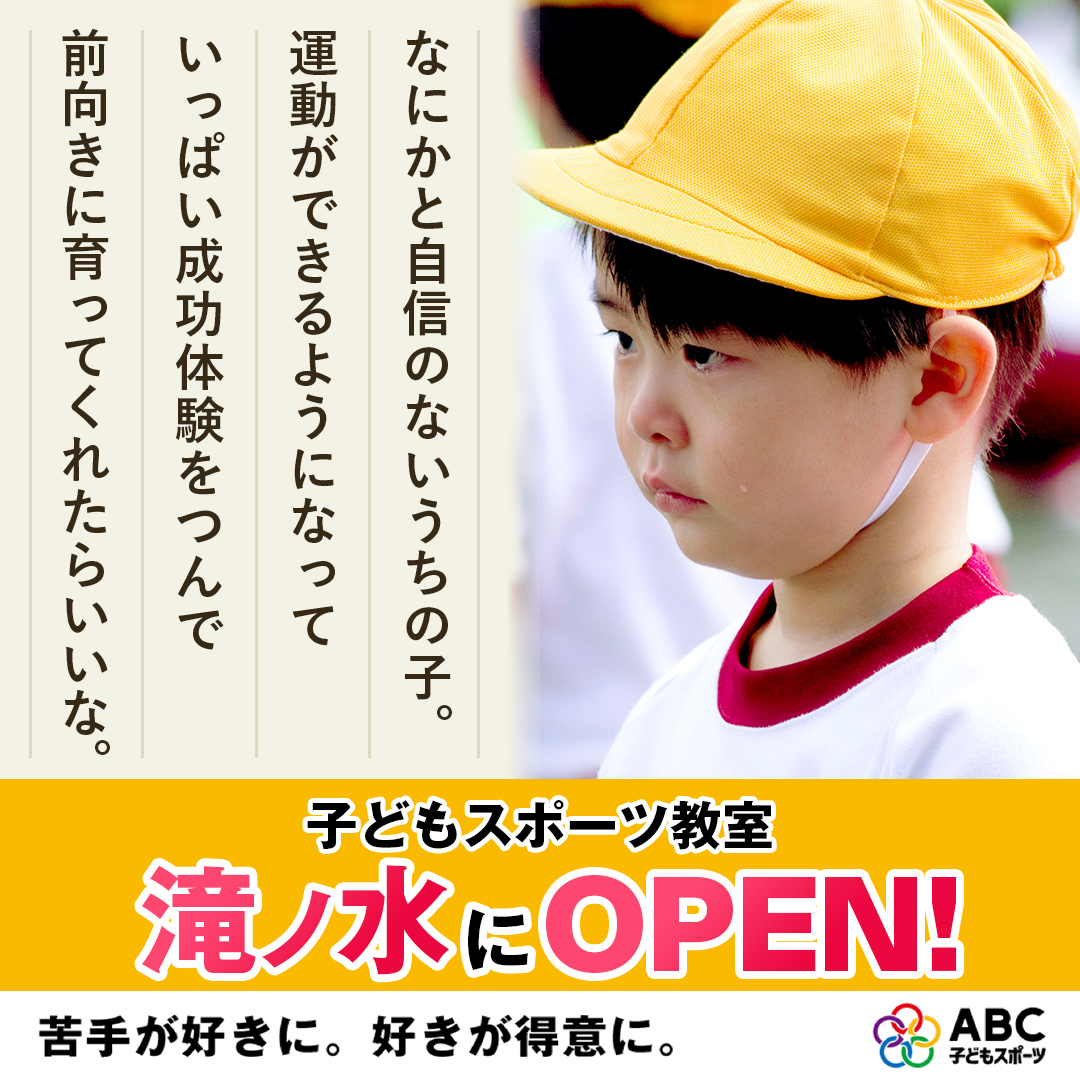 なにかと自信のないうちの子。
運動ができるようになって
いっぱい成功体験をつんで
前向きに育ってくれたらいいな。
子どもスポーツ教室
滝ノ水にOPEN!
苦手が好きに。好きが得意に。
ABC
子どもスポーツ